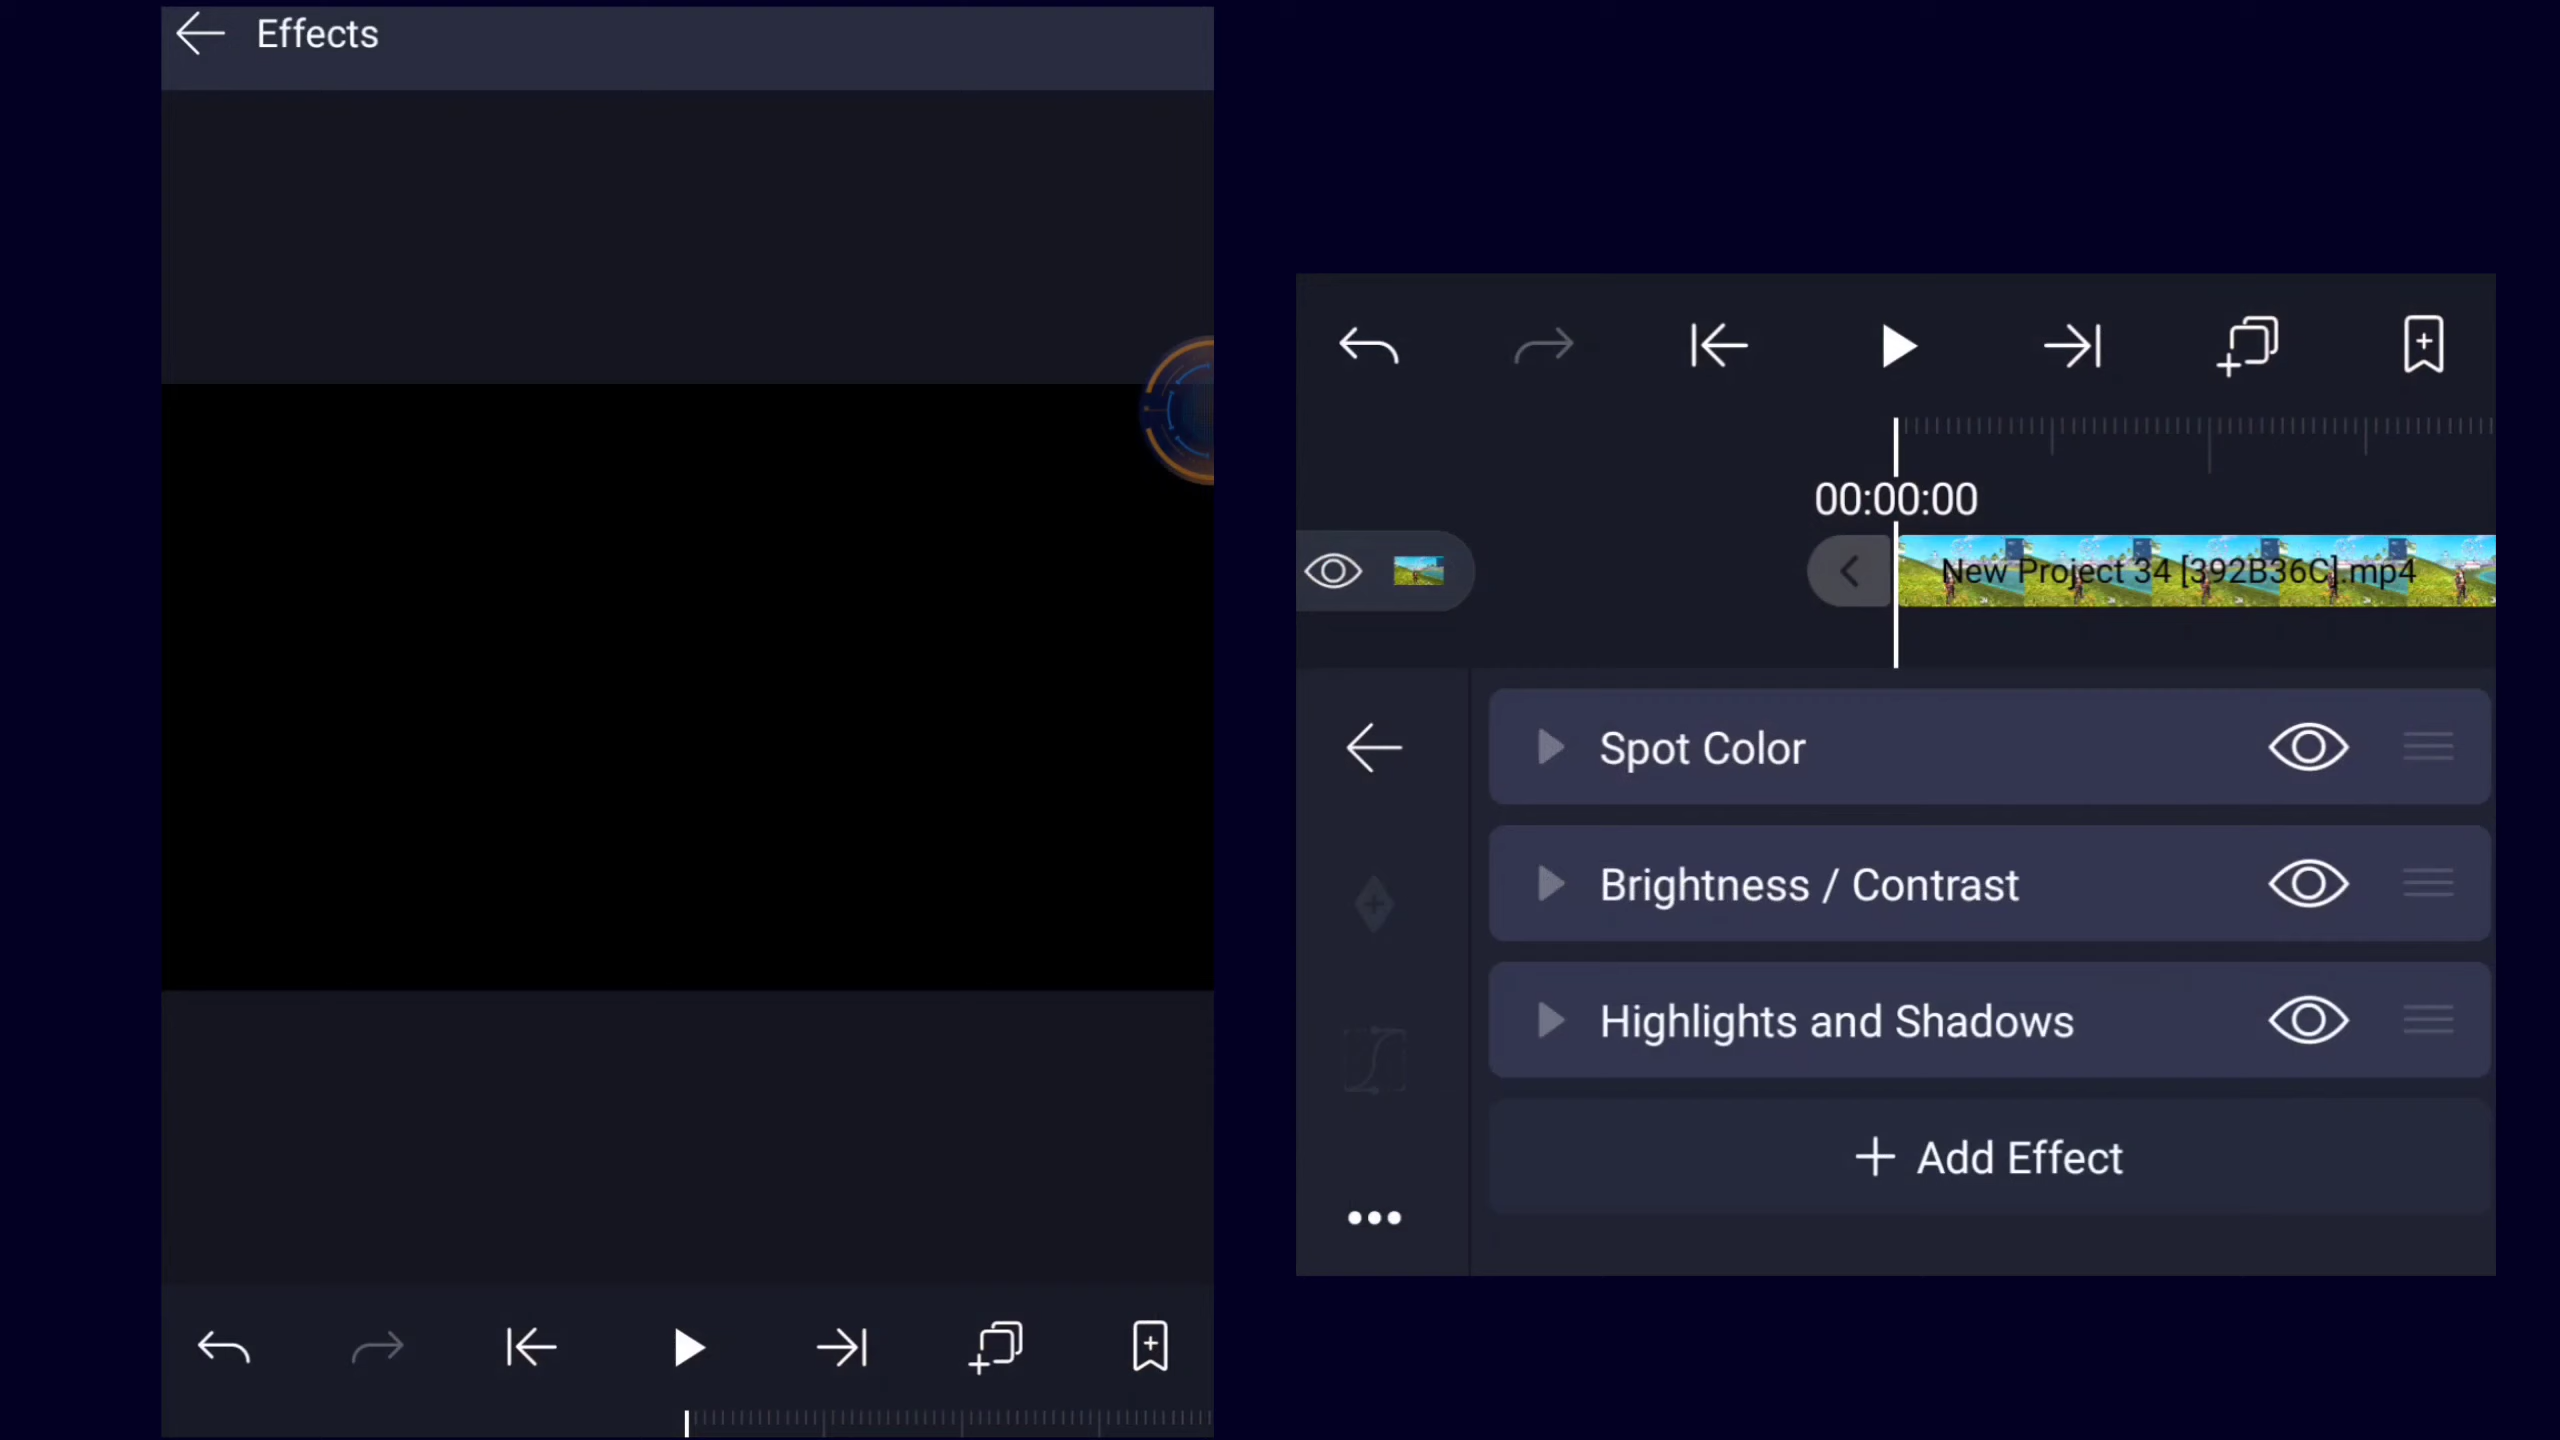 Effects
00:00:00
New Project 34 [392B36C].mp4
Spot Color
Brightness / Contrast
Highlights and Shadows
Add Effect